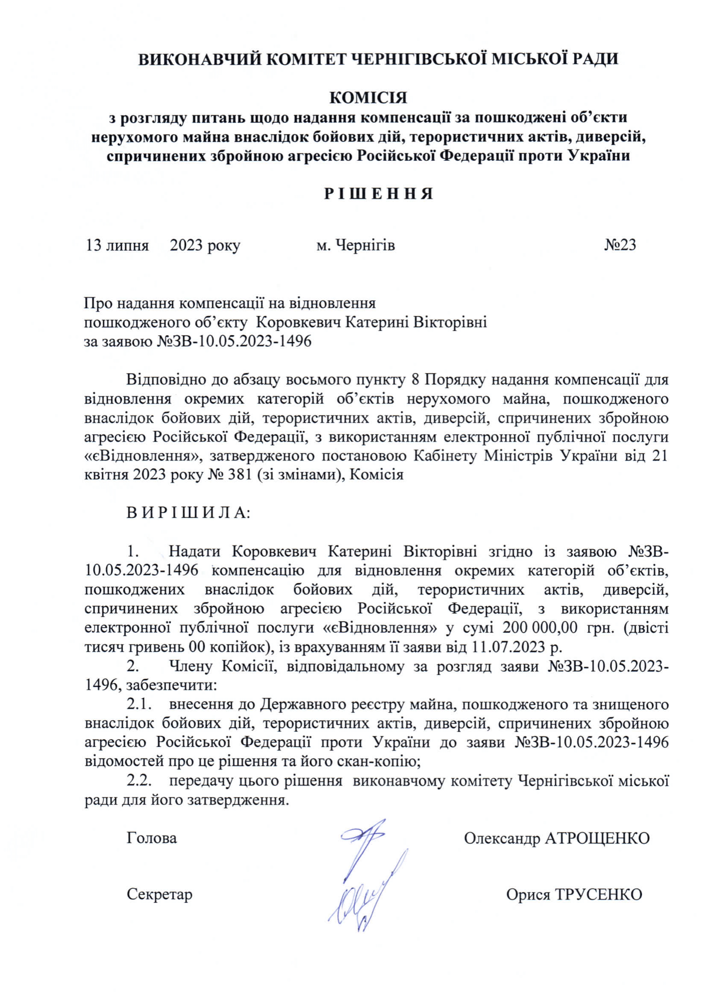 ВИКОНАВЧИЙ КОМІТЕТ ЧЕРНІГІВСЬКОЇ МІСЬКОЇ РАДИ
КОМІСІЯ
з розгляду питань щодо надання компенсації за пошкоджені об’єкти
нерухомого майна внаслідок бойових дій, терористичних актів, диверсій,
спричинених збройною агресією Російської Федерації проти України
Р І Ш Е Н Н Я
13 липня 2023 року м. Чернігів №23
Про надання компенсації на відновлення
пошкодженого об’єкту Коровкевич Катерині Вікторівні
за заявою №ЗВ-10.05.2023-1496
Відповідно до абзацу восьмого пункту 8 Порядку надання компенсації для
відновлення окремих категорій об’єктів нерухомого майна, пошкодженого
внаслідок бойових дій, терористичних актів, диверсій, спричинених збройною
агресією Російської Федерації, з використанням електронної публічної послуги
«єВідновлення», затвердженого постановою Кабінету Міністрів України від 21
квітня 2023 року № 381 (зі змінами), Комісія
В И Р І Ш И Л А:
1. Надати Коровкевич Катерині Вікторівні згідно із заявою №ЗВ-
10.05.2023-1496 компенсацію для відновлення окремих категорій об’єктів,
пошкоджених внаслідок бойових дій, терористичних актів, диверсій,
спричинених збройною агресією Російської Федерації, з використанням
електронної публічної послуги «єВідновлення» у сумі 200 000,00 грн. (двісті
тисяч гривень 00 копійок), із врахуванням її заяви від 11.07.2023 р.
2. Члену Комісії, відповідальному за розгляд заяви №ЗВ-10.05.2023-
1496, забезпечити:
2.1. внесення до Державного реєстру майна, пошкодженого та знищеного
внаслідок бойових дій, терористичних актів, диверсій, спричинених збройною
агресією Російської Федерації проти України до заяви №ЗВ-10.05.2023-1496
відомостей про це рішення та його скан-копію;
2.2. передачу цього рішення виконавчому комітету Чернігівської міської
ради для його затвердження.
Голова Олександр АТРОЩЕНКО
Секретар Орися ТРУСЕНКО